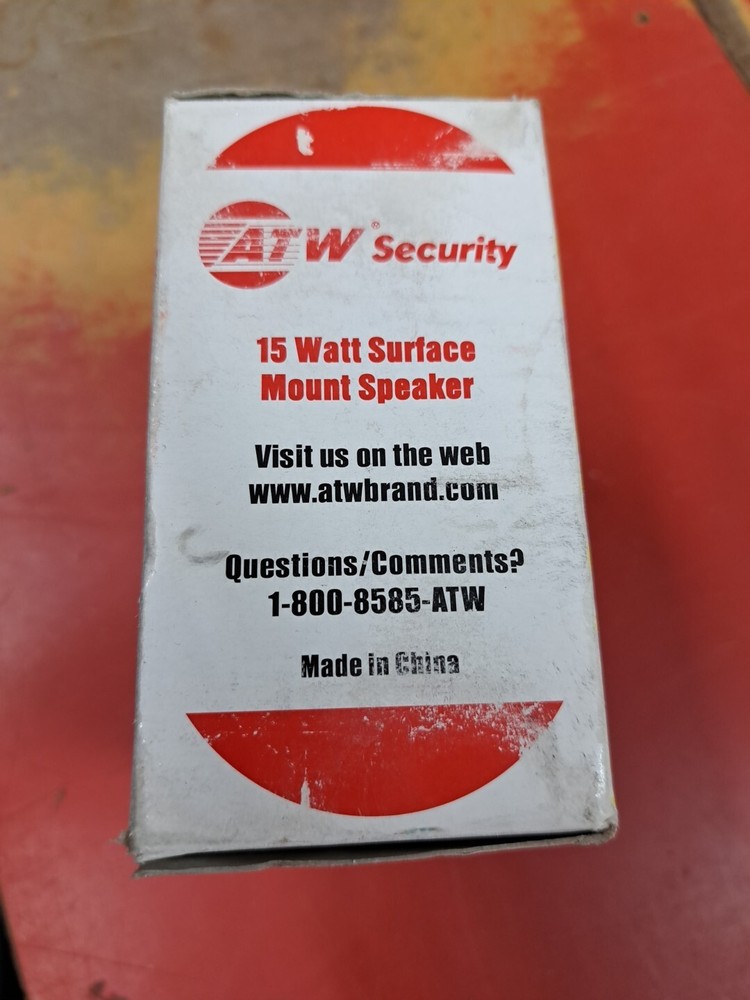 ATW® Security
15 Watt Surface
Mount Speaker
Visit us on the web
www.atwbrand.com
Questions/Comments?
1-800-8585-ATW
Made in China